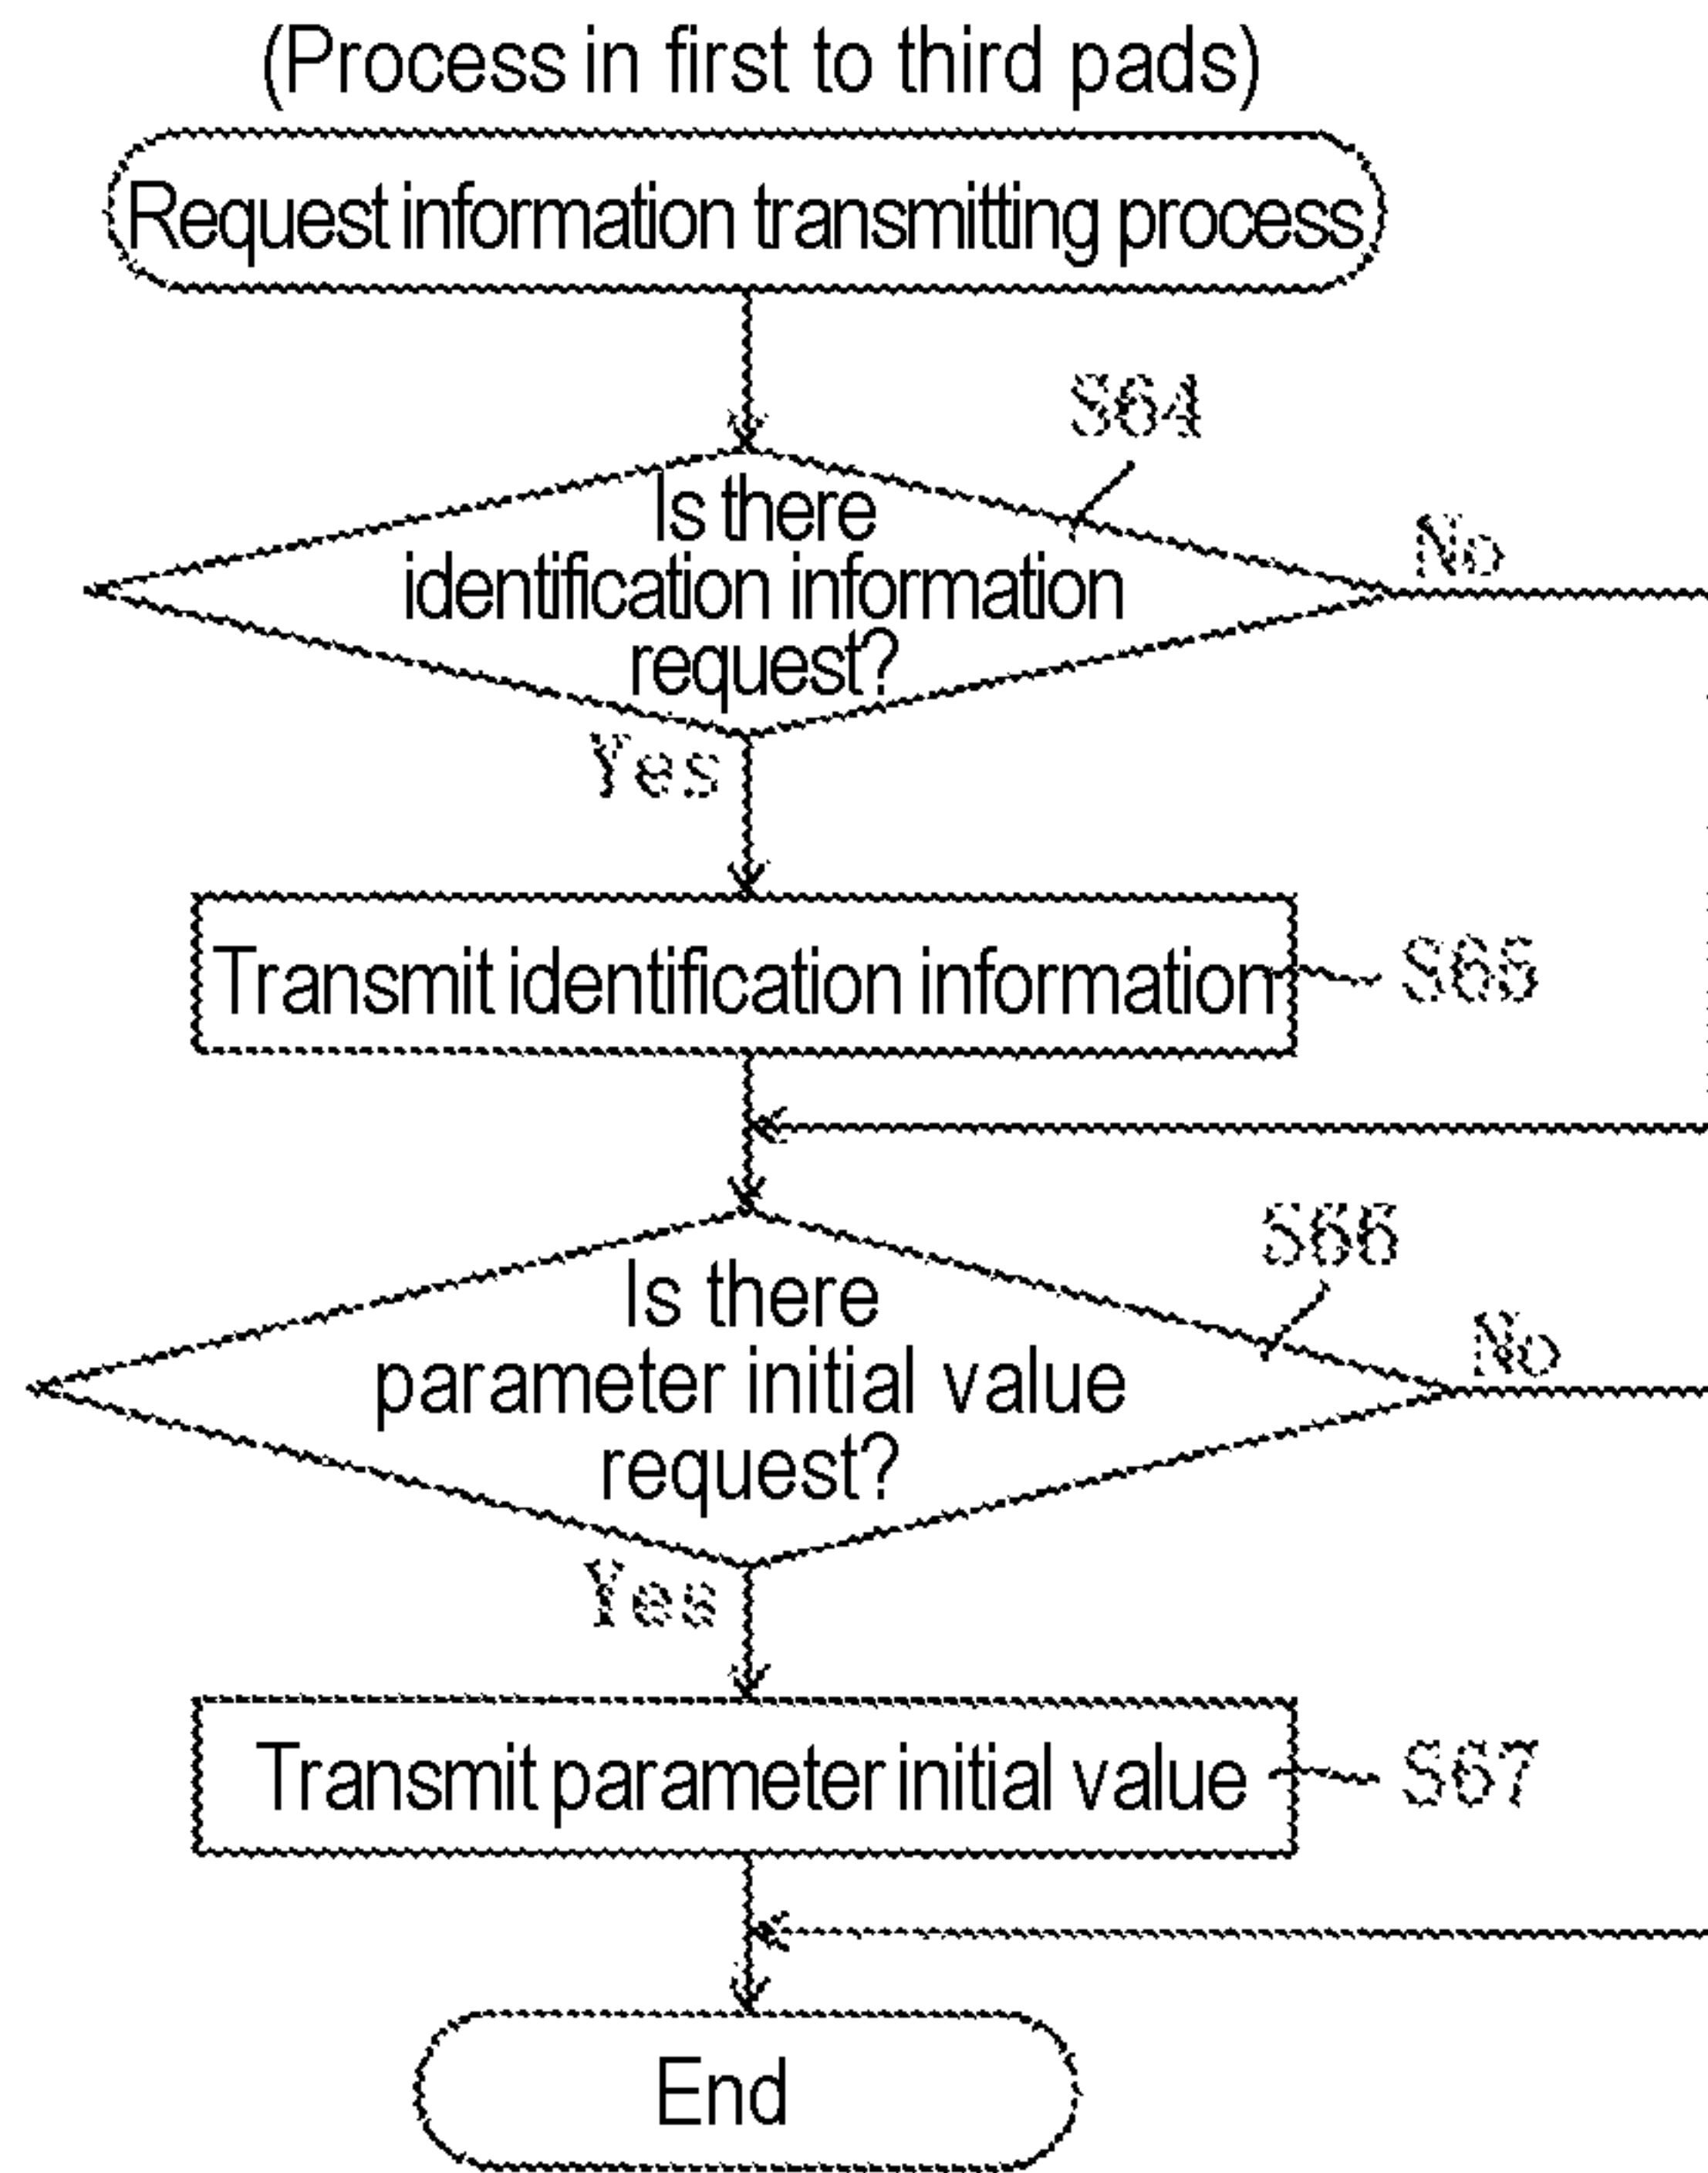 (Process in first to third pads)
Request information transmitting process
S64
Is there
identification information
request?
No
Yes
Transmit identification information
S65
S66
Is there
parameter initial value
request?
No
Yes
Transmit parameter initial value
S67
End